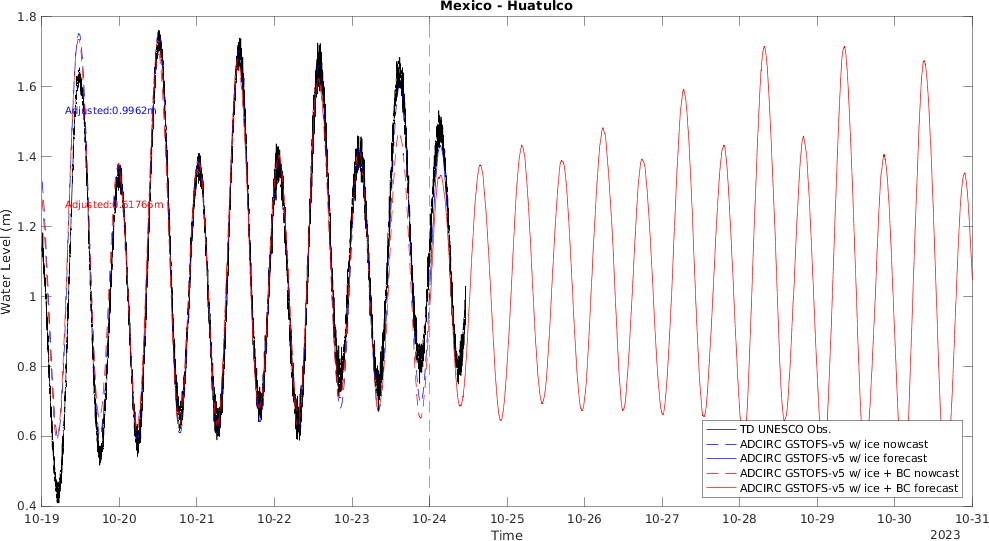 Mexico - Huatulco
1.8
1.6
1.4
1.2
1
0.8
0.6
0.4
Water Level (m)
Adjusted:0.9962m
Adjusted:0.61766m
TD UNESCO Obs.
ADCIRC GSTOFS-v5 w/ ice nowcast
ADCIRC GSTOFS-v5 w/ ice forecast
ADCIRC GSTOFS-v5 w/ ice + BC nowcast
ADCIRC GSTOFS-v5 w/ ice + BC forecast
10-19 10-20 10-21 10-22 10-23 10-24 10-25 10-26 10-27 10-28 10-29 10-30 10-31
Time
2023